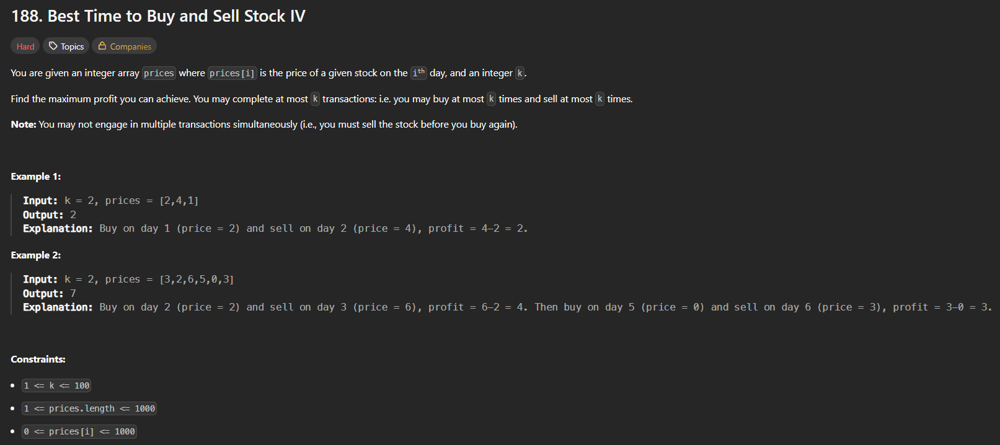 188. Best Time to Buy and Sell Stock IV
Hard Topics Companies
You are given an integer array prices where prices[i] is the price of a given stock on the ith day, and an integer k.
Find the maximum profit you can achieve. You may complete at most k transactions: i.e. you may buy at most k times and sell at most k times.
Note: You may not engage in multiple transactions simultaneously (i.e., you must sell the stock before you buy again).
Example 1:
Input: k = 2, prices = [2,4,1]
Output: 2
Explanation: Buy on day 1 (price = 2) and sell on day 2 (price = 4), profit = 4-2 = 2.
Example 2:
Input: k = 2, prices = [3,2,6,5,0,3]
Output: 7
Explanation: Buy on day 2 (price = 2) and sell on day 3 (price = 6), profit = 6-2 = 4. Then buy on day 5 (price = 0) and sell on day 6 (price = 3), profit = 3-0 = 3.
Constraints:
• 1 <= k <= 100
• 1 <= prices.length <= 1000
• 0 <= prices[i] <= 1000